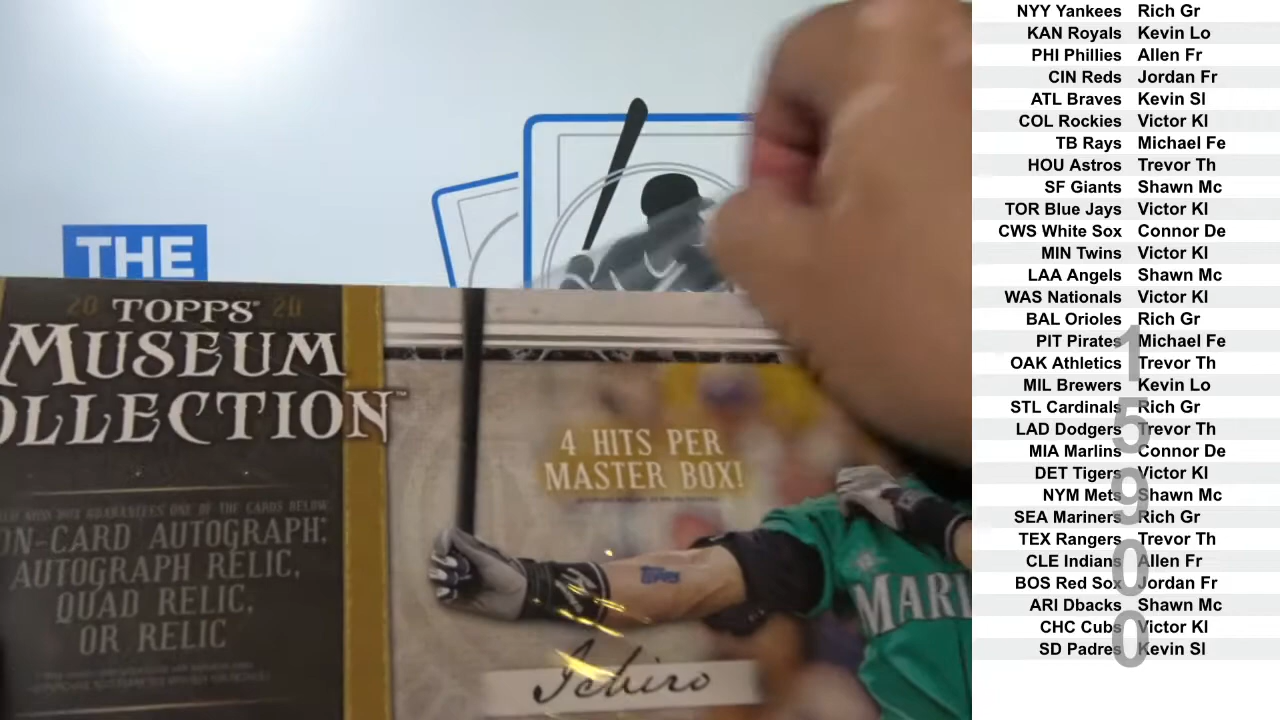 THE
20 TOPPS® 20
MUSEUM
OLLECTION™
ON-CARD AUTOGRAPH,
AUTOGRAPH RELIC,
QUAD RELIC,
OR RELIC
4 HITS PER
MASTER BOX!
TOPPS
MARI
Ichiro
NYY Yankees Rich Gr
KAN Royals Kevin Lo
PHI Phillies Allen Fr
CIN Reds Jordan Fr
ATL Braves Kevin Sl
COL Rockies Victor Kl
TB Rays Michael Fe
HOU Astros Trevor Th
SF Giants Shawn Mc
TOR Blue Jays Victor Kl
CWS White Sox Connor De
MIN Twins Victor Kl
LAA Angels Shawn Mc
WAS Nationals Victor Kl
BAL Orioles Rich Gr
PIT Pirates Michael Fe
OAK Athletics Trevor Th
MIL Brewers Kevin Lo
STL Cardinals Rich Gr
LAD Dodgers Trevor Th
MIA Marlins Connor De
DET Tigers Victor Kl
NYM Mets Shawn Mc
SEA Mariners Rich Gr
TEX Rangers Trevor Th
CLE Indians Allen Fr
BOS Red Sox Jordan Fr
ARI Dbacks Shawn Mc
CHC Cubs Victor Kl
SD Padres Kevin Sl
15900